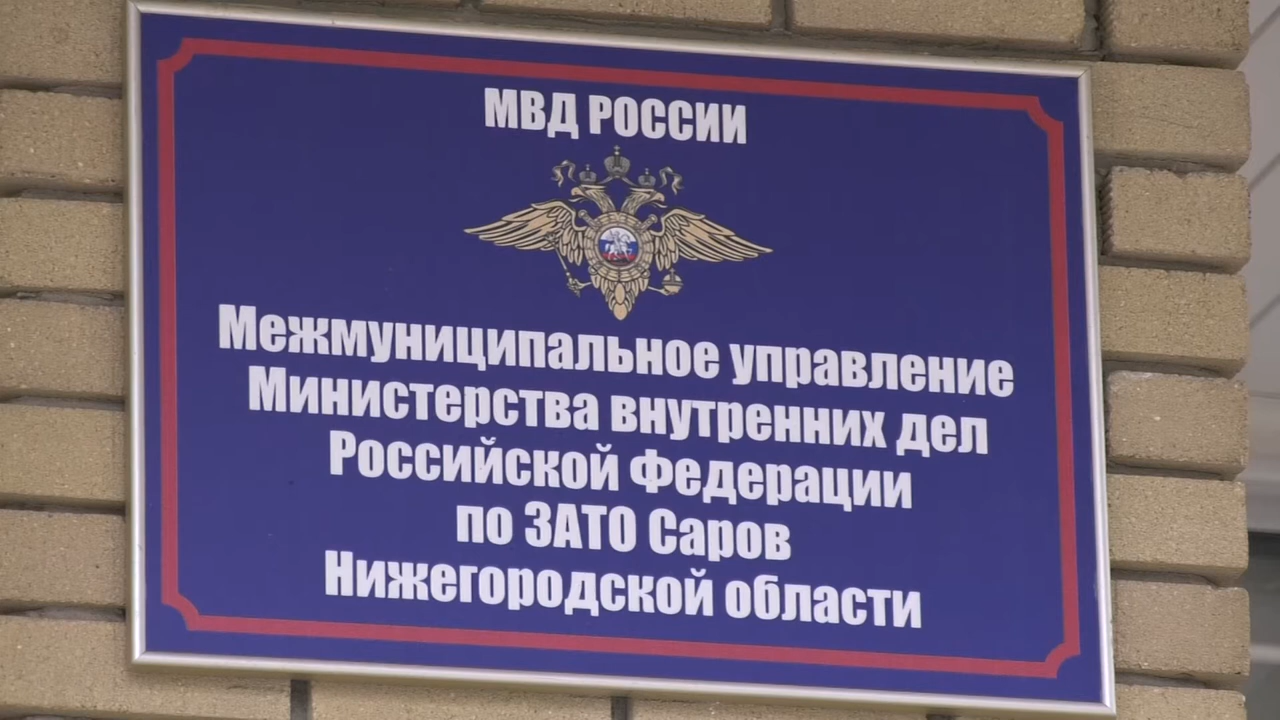 МВД РОССИИ
Межмуниципальное управление
Министерства внутренних дел
Российской Федерации
по ЗАТО Саров
Нижегородской области